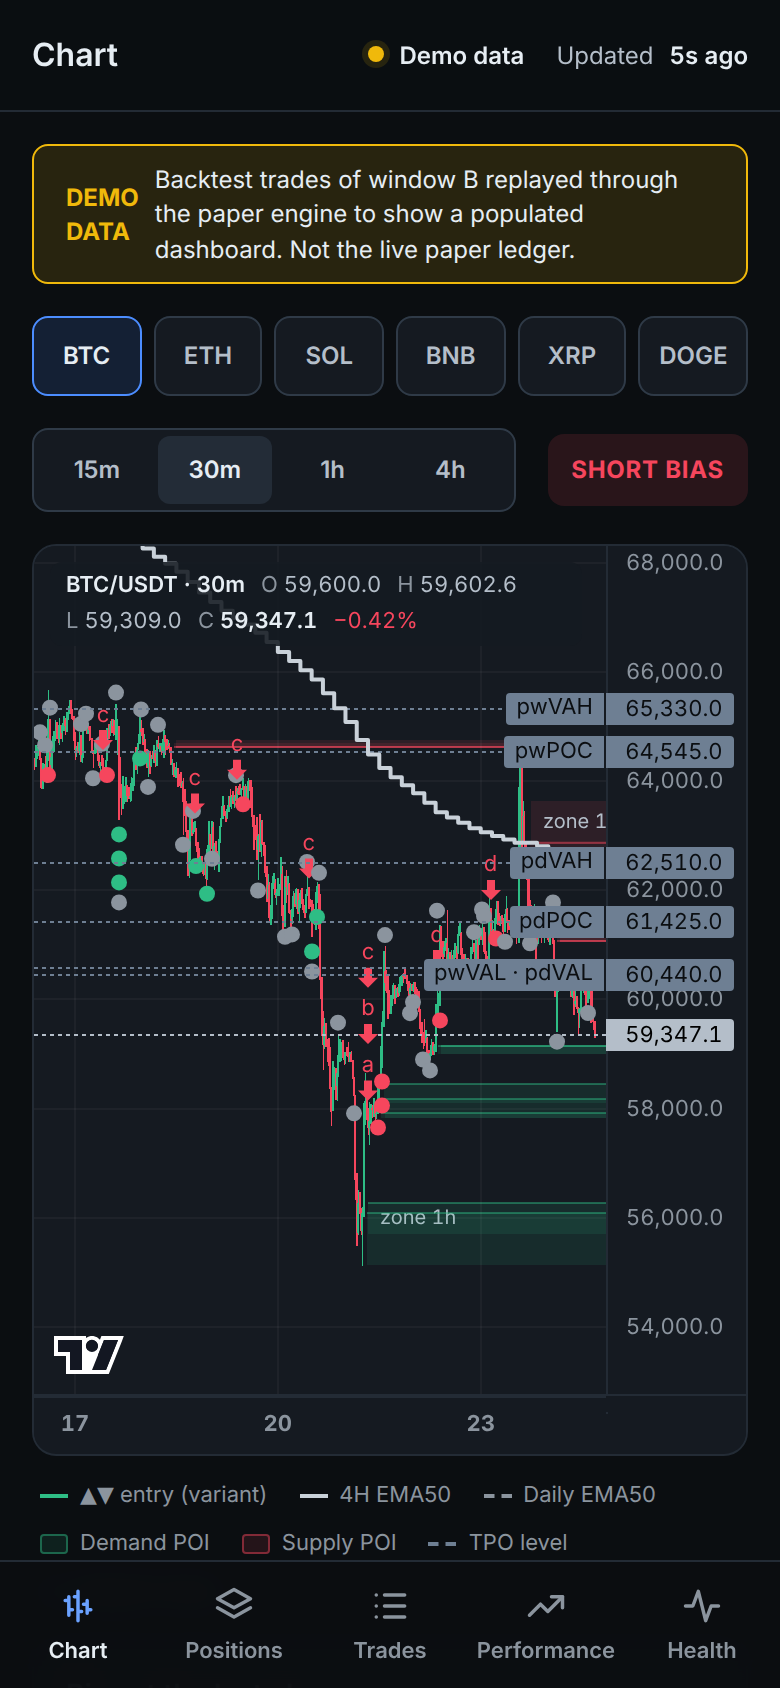 Chart
Demo data Updated 5s ago
DEMO DATA
Backtest trades of window B replayed through
the paper engine to show a populated
dashboard. Not the live paper ledger.
BTC ETH SOL BNB XRP DOGE
15m 30m 1h 4h SHORT BIAS
BTC/USDT · 30m O 59,600.0 H 59,602.6
L 59,309.0 C 59,347.1 −0.42%
68,000.0
66,000.0
pwVAH 65,330.0
c
pwPOC 64,545.0
c
64,000.0
c
zone 1
c
pdVAH 62,510.0
d
62,000.0
pdPOC 61,425.0
c
pwVAL · pdVAL 60,440.0
60,000.0
b
59,347.1
a
58,000.0
zone 1h
56,000.0
54,000.0
17 20 23
▲▼ entry (variant) 4H EMA50 Daily EMA50
Demand POI Supply POI TPO level
Chart Positions Trades Performance Health